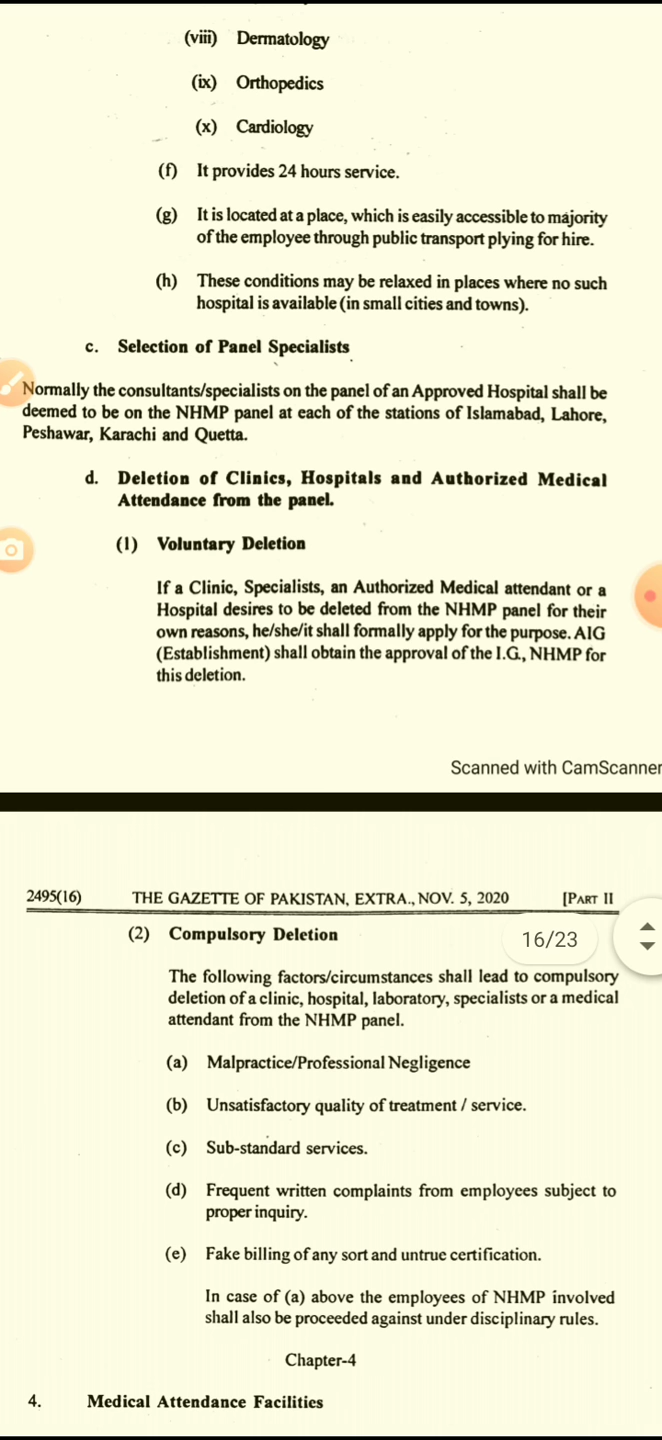 (viii) Dermatology
(ix) Orthopedics
(x) Cardiology
(f) It provides 24 hours service.
(g) It is located at a place, which is easily accessible to majority
of the employee through public transport plying for hire.
(h) These conditions may be relaxed in places where no such
hospital is available (in small cities and towns).
c. Selection of Panel Specialists
Normally the consultants/specialists on the panel of an Approved Hospital shall be
deemed to be on the NHMP panel at each of the stations of Islamabad, Lahore,
Peshawar, Karachi and Quetta.
d. Deletion of Clinics, Hospitals and Authorized Medical
Attendance from the panel.
(1) Voluntary Deletion
If a Clinic, Specialists, an Authorized Medical attendant or a
Hospital desires to be deleted from the NHMP panel for their
own reasons, he/she/it shall formally apply for the purpose. AIG
(Establishment) shall obtain the approval of the I.G., NHMP for
this deletion.
Scanned with CamScanner
2495(16) THE GAZETTE OF PAKISTAN, EXTRA., NOV. 5, 2020 [PART II
(2) Compulsory Deletion
16/23
The following factors/circumstances shall lead to compulsory
deletion of a clinic, hospital, laboratory, specialists or a medical
attendant from the NHMP panel.
(a) Malpractice/Professional Negligence
(b) Unsatisfactory quality of treatment / service.
(c) Sub-standard services.
(d) Frequent written complaints from employees subject to
proper inquiry.
(e) Fake billing of any sort and untrue certification.
In case of (a) above the employees of NHMP involved
shall also be proceeded against under disciplinary rules.
Chapter-4
4. Medical Attendance Facilities